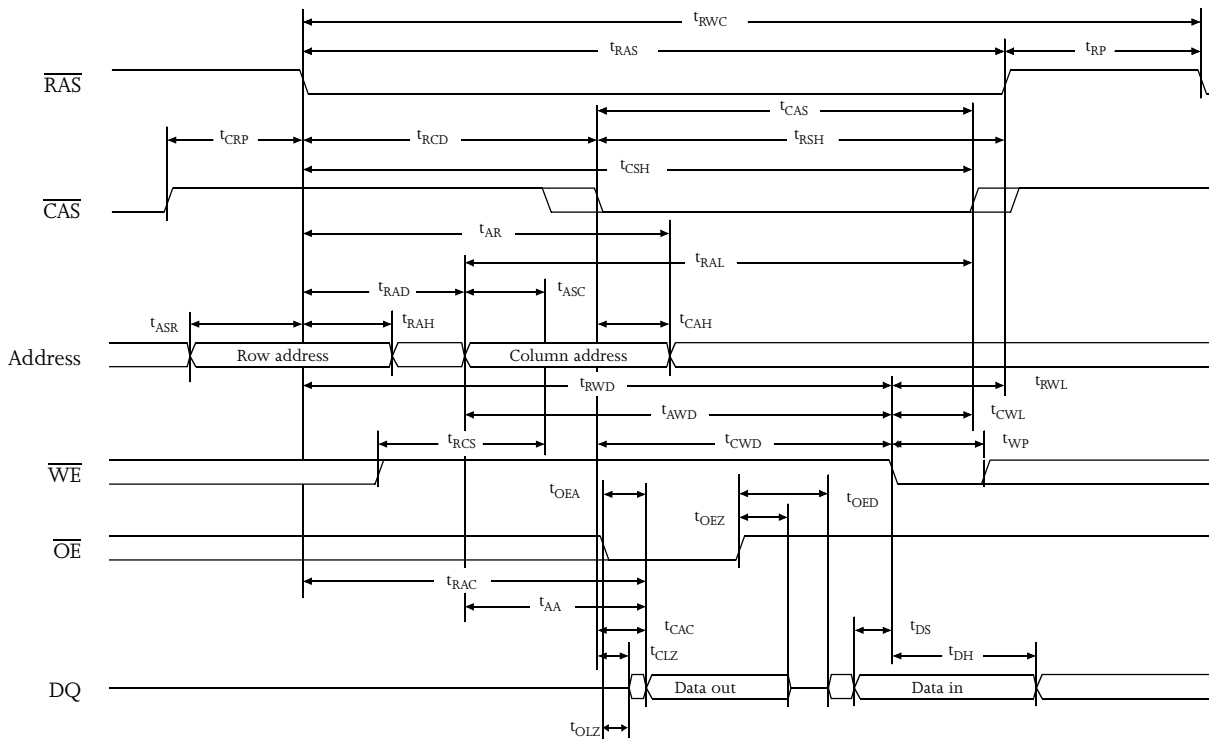 tRWC
tRAS
tRP
RAS
tCAS
tCRP
tRCD
tRSH
tCSH
CAS
tAR
tRAL
tRAD
tASC
tASR
tRAH
tCAH
Address
Row address
Column address
tRWD
tRWL
tAWD
tCWL
tRCS
tCWD
tWP
WE
tOEA
tOED
tOEZ
OE
tRAC
tAA
tCAC
tDS
tCLZ
tDH
DQ
Data out
Data in
tOLZ